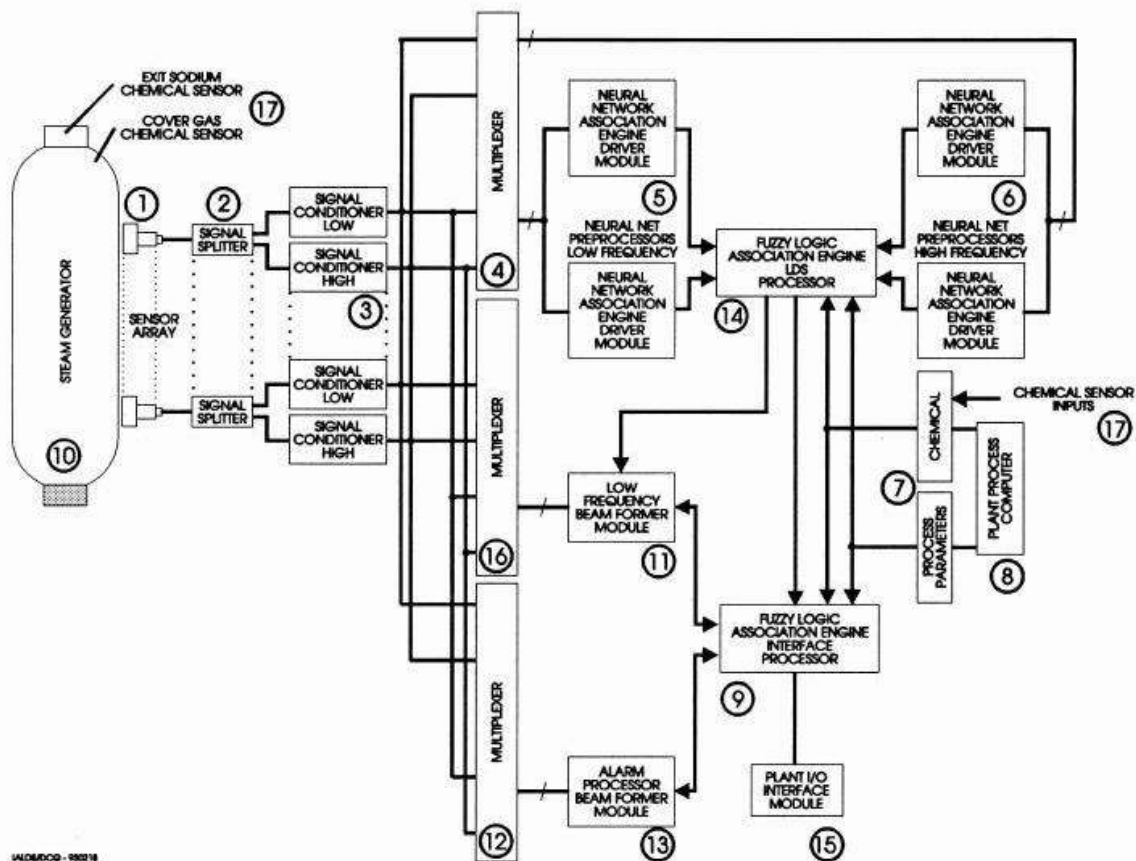 EXIT SODIUM
CHEMICAL SENSOR
17
COVER GAS
CHEMICAL SENSOR
STEAM GENERATOR
10
1
SENSOR
ARRAY
2
SIGNAL
SPLITTER
SIGNAL
SPLITTER
SIGNAL
CONDITIONER
LOW
SIGNAL
CONDITIONER
HIGH
3
SIGNAL
CONDITIONER
LOW
SIGNAL
CONDITIONER
HIGH
MULTIPLEXER
4
MULTIPLEXER
16
MULTIPLEXER
12
NEURAL
NETWORK
ASSOCIATION
ENGINE
DRIVER
MODULE
5
NEURAL NET
PREPROCESSORS
LOW FREQUENCY
NEURAL
NETWORK
ASSOCIATION
ENGINE
DRIVER
MODULE
FUZZY LOGIC
ASSOCIATION ENGINE
LDS
PROCESSOR
14
NEURAL
NETWORK
ASSOCIATION
ENGINE
DRIVER
MODULE
6
NEURAL NET
PREPROCESSORS
HIGH FREQUENCY
NEURAL
NETWORK
ASSOCIATION
ENGINE
DRIVER
MODULE
CHEMICAL
CHEMICAL SENSOR
INPUTS
17
7
PROCESS
PARAMETERS
PLANT PROCESS
COMPUTER
8
LOW
FREQUENCY
BEAM FORMER
MODULE
11
FUZZY LOGIC
ASSOCIATION ENGINE
INTERFACE
PROCESSOR
9
ALARM
PROCESSOR
BEAM FORMER
MODULE
13
PLANT I/O
INTERFACE
MODULE
15